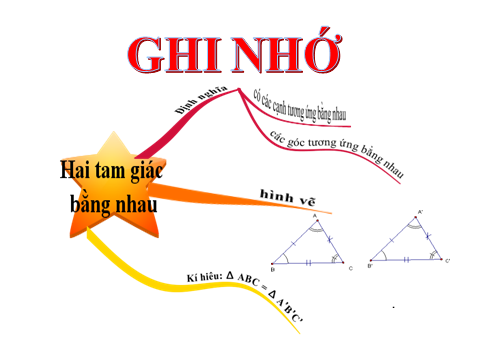 GHI NHỚ
Định nghĩa
có các cạnh tương ứng bằng nhau
các góc tương ứng bằng nhau
Hai tam giác
bằng nhau
hình vẽ
A
B
C
A'
B'
C'
Kí hiêu: Δ ABC = Δ A'B'C'